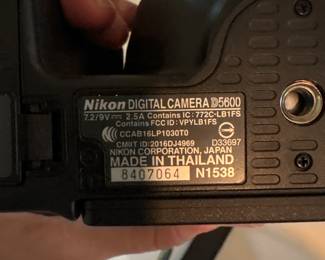 Nikon DIGITAL CAMERA D5600
7.2/9V 2.5A Contains IC: 772C-LB1FS
Contains FCC ID: VPYLB1FS
CCAB16LP1030T0
CMIIT ID: 2016DJ4969 D33697
NIKON CORPORATION, JAPAN
MADE IN THAILAND
8407064 N1538